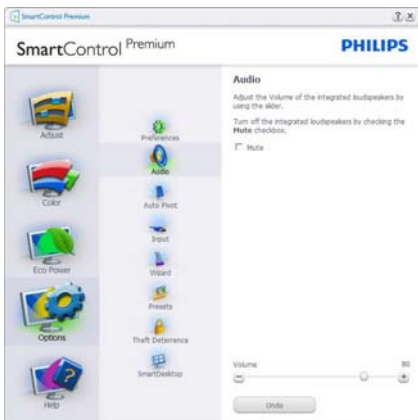 SmartControl Premium
? X
SmartControl Premium
PHILIPS
Adjust
Color
Eco Power
Options
Help
Preferences
Audio
Auto Pivot
Input
Wizard
Presets
Theft Deterrence
SmartDesktop
Audio
Adjust the Volume of the integrated loudspeakers by
using the slider.
Turn off the integrated loudspeakers by checking the
Mute checkbox.
Mute
Volume
Undo